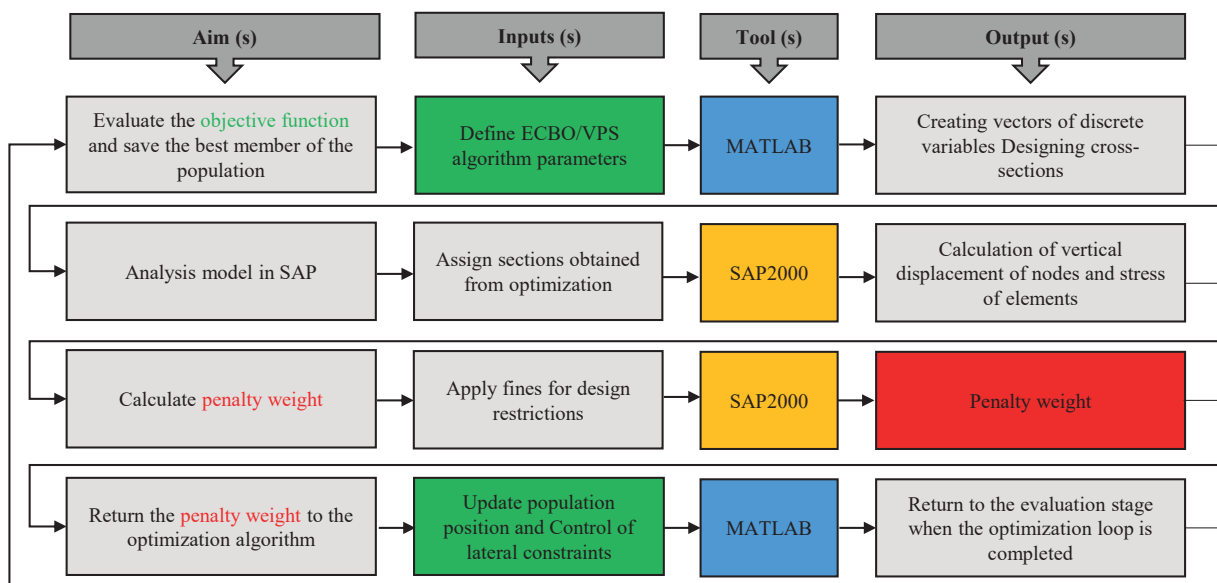 Aim (s)
Inputs (s)
Tool (s)
Output (s)
Evaluate the objective function
and save the best member of the
population
Define ECBO/VPS
algorithm parameters
MATLAB
Creating vectors of discrete
variables Designing cross-
sections
Analysis model in SAP
Assign sections obtained
from optimization
SAP2000
Calculation of vertical
displacement of nodes and stress
of elements
Calculate penalty weight
Apply fines for design
restrictions
SAP2000
Penalty weight
Return the penalty weight to the
optimization algorithm
Update population
position and Control of
lateral constraints
MATLAB
Return to the evaluation stage
when the optimization loop is
completed